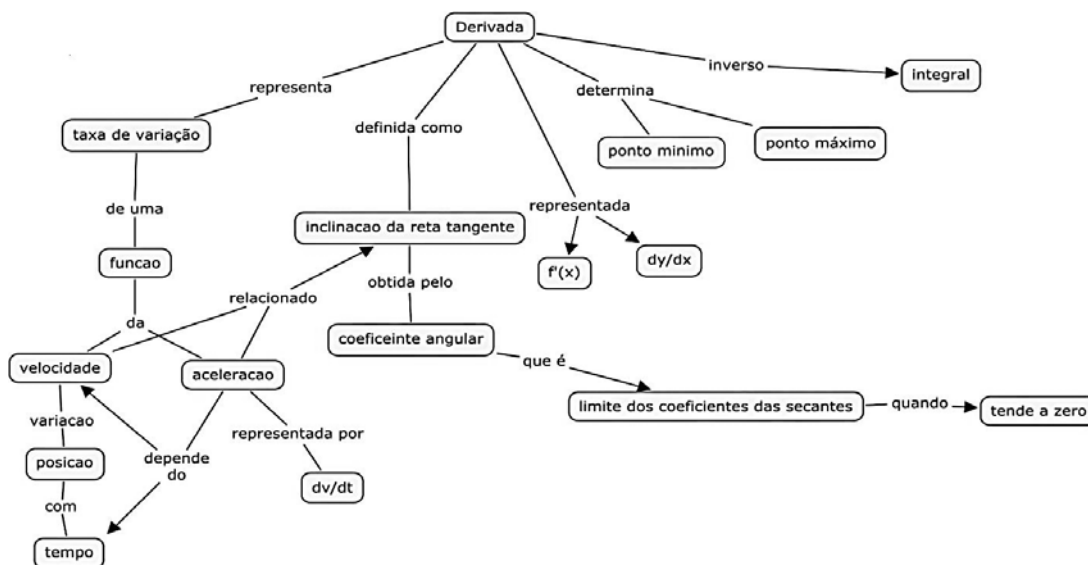 Derivada
inverso
integral
representa
determina
taxa de variação
definida como
ponto minimo
ponto máximo
de uma
representada
inclinacao da reta tangente
funcao
f'(x)
dy/dx
relacionado
obtida pelo
da
coeficeinte angular
velocidade
aceleracao
que é
limite dos coeficientes das secantes
quando
tende a zero
variacao
representada por
posicao
depende
do
dv/dt
com
tempo